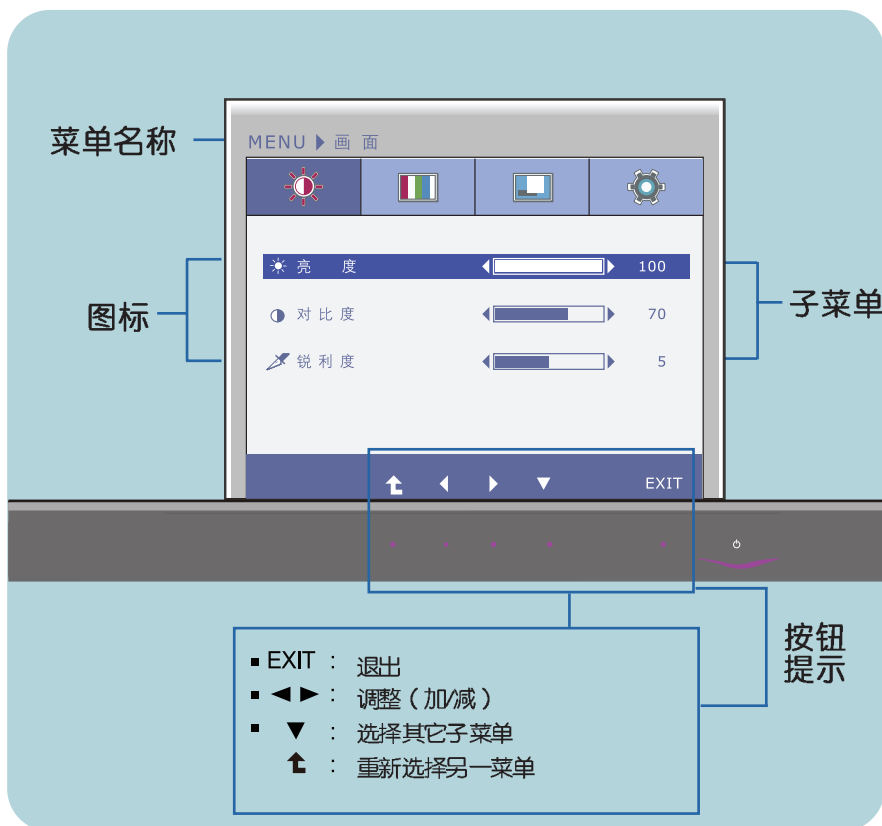 菜单名称
MENU ▶ 画 面
图标
亮 度 100
对 比 度 70
锐 利 度 5
子菜单
EXIT
按钮
提示
▪ EXIT : 退出
▪ ◀ ▶ : 调整(加/减)
▪ ▼ : 选择其它子菜单
: 重新选择另一菜单